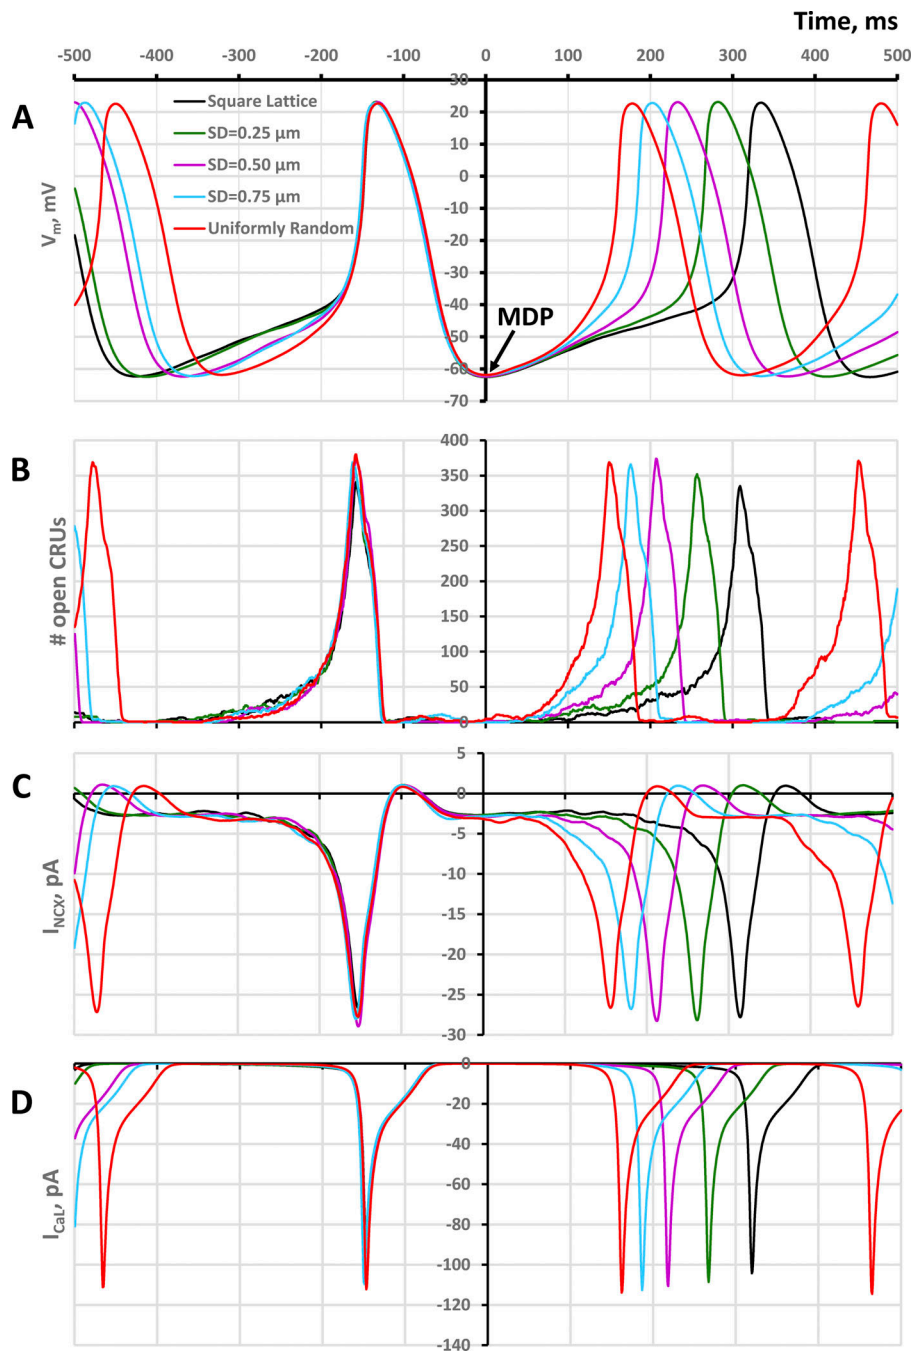 Time, ms
-500 -400 -300 -200 -100 0 100 200 300 400 500
A
30
20
10
0
-10
-20
-30
-40
-50
-60
-70
Vm, mV
Square Lattice
SD=0.25 µm
SD=0.50 µm
SD=0.75 µm
Uniformly Random
MDP
B
400
350
300
250
200
150
100
50
0
# open CRUs
C
5
0
-5
-10
-15
-20
-25
-30
INCX, pA
D
0
-20
-40
-60
-80
-100
-120
-140
ICaL, pA